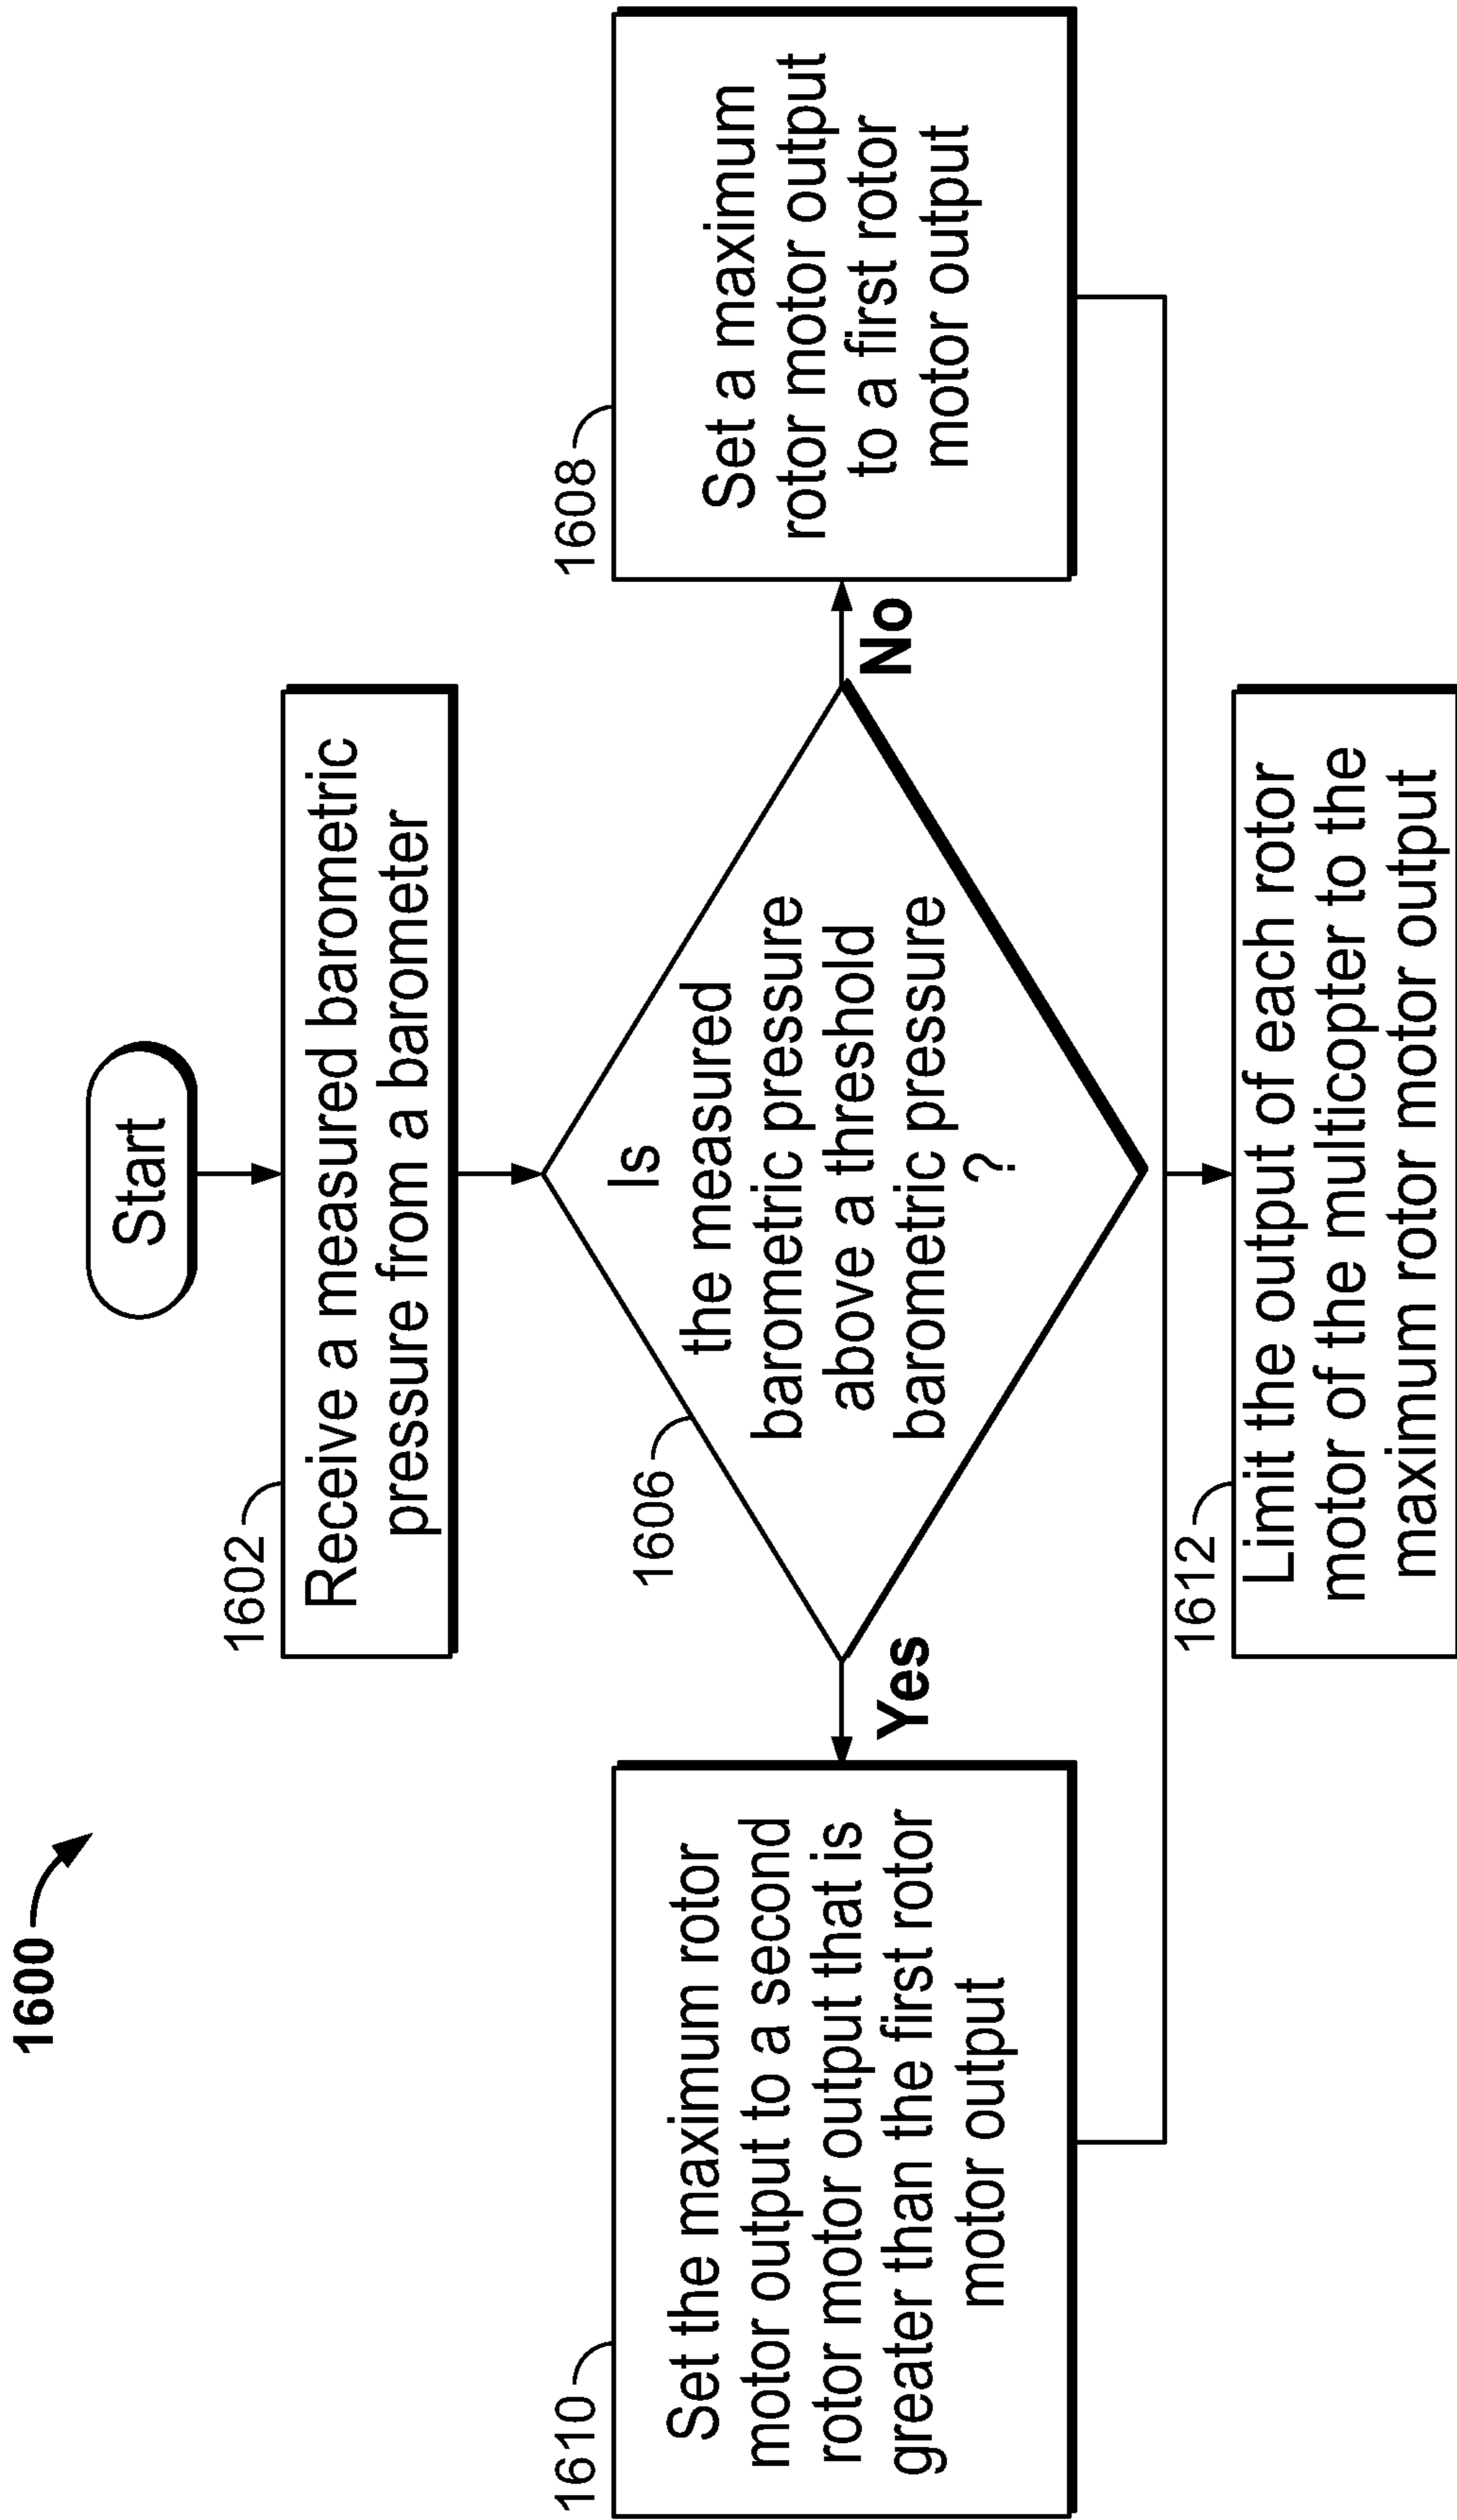 1600
Start
1602
Receive a measured barometric
pressure from a barometer
1606
Is
the measured
barometric pressure
above a threshold
barometric pressure
?
Yes
No
1610
Set the maximum rotor
motor output to a second
rotor motor output that is
greater than the first rotor
motor output
1608
Set a maximum
rotor motor output
to a first rotor
motor output
1612
Limit the output of each rotor
motor of the multicopter to the
maximum rotor motor output